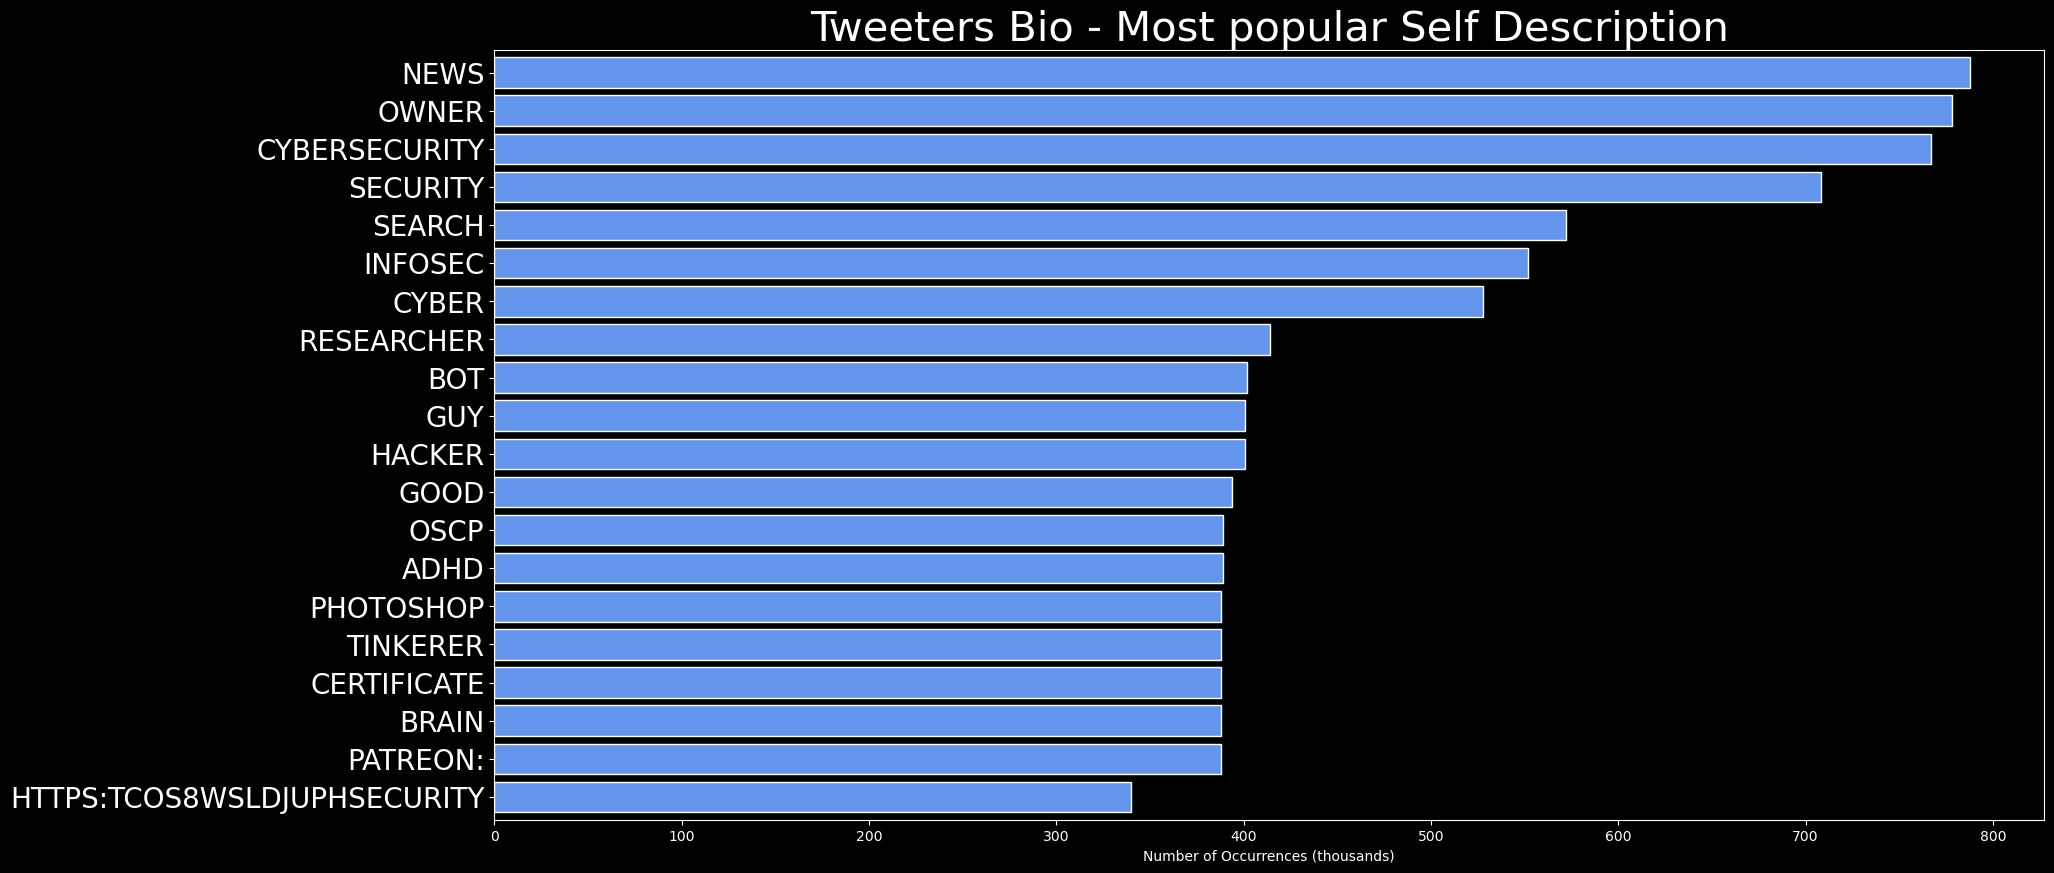 Tweeters Bio - Most popular Self Description
NEWS
OWNER
CYBERSECURITY
SECURITY
SEARCH
INFOSEC
CYBER
RESEARCHER
BOT
GUY
HACKER
GOOD
OSCP
ADHD
PHOTOSHOP
TINKERER
CERTIFICATE
BRAIN
PATREON:
HTTPS:TCOS8WSLDJUPHSECURITY
0 100 200 300 400 500 600 700 800
Number of Occurrences (thousands)